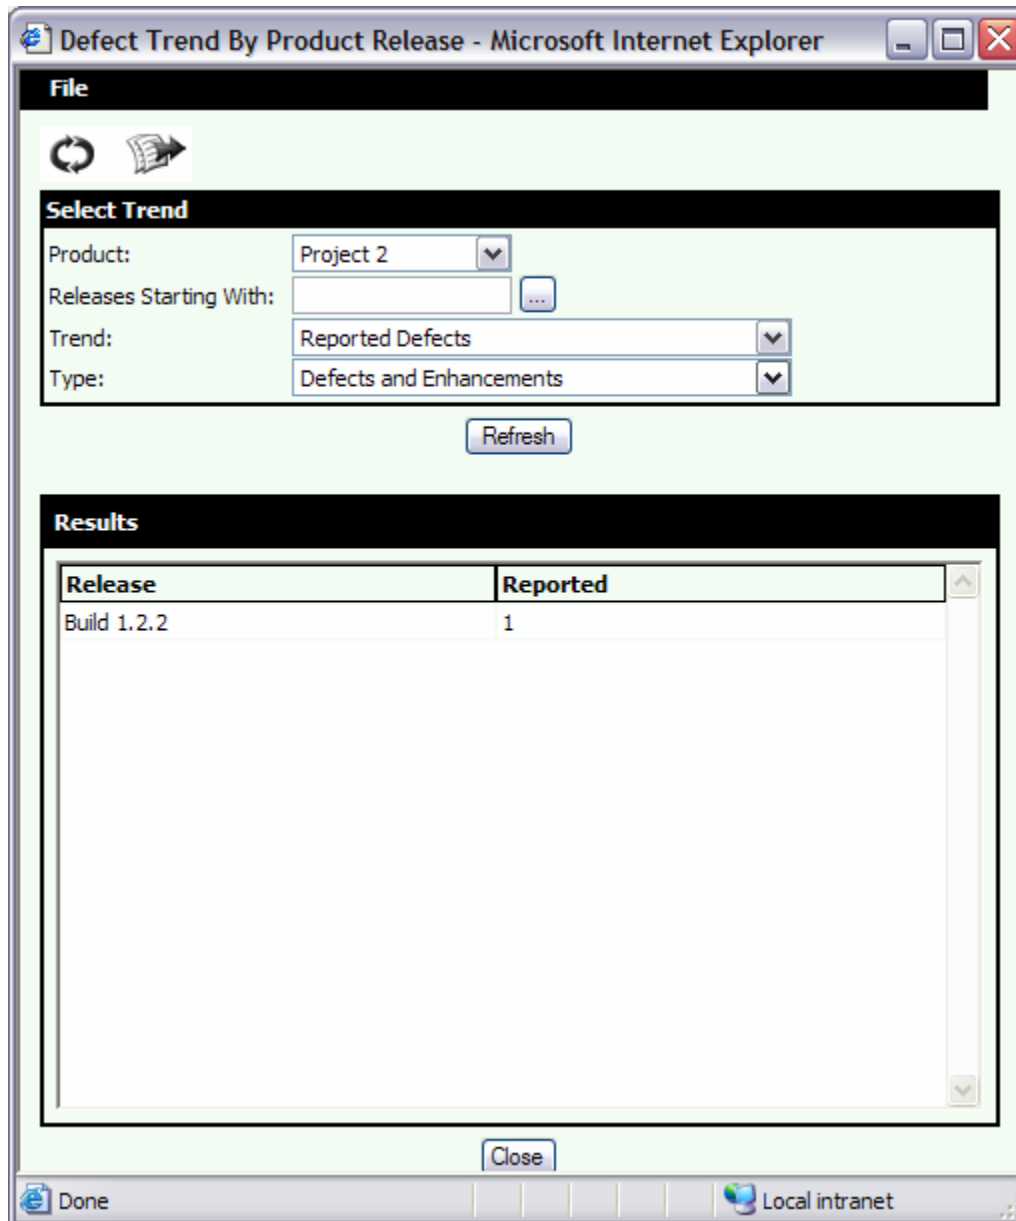 Defect Trend By Product Release - Microsoft Internet Explorer
File
Select Trend
Product: Project 2
Releases Starting With: ...
Trend: Reported Defects
Type: Defects and Enhancements
Refresh
Results
Release Reported
Build 1.2.2 1
Close
Done Local intranet